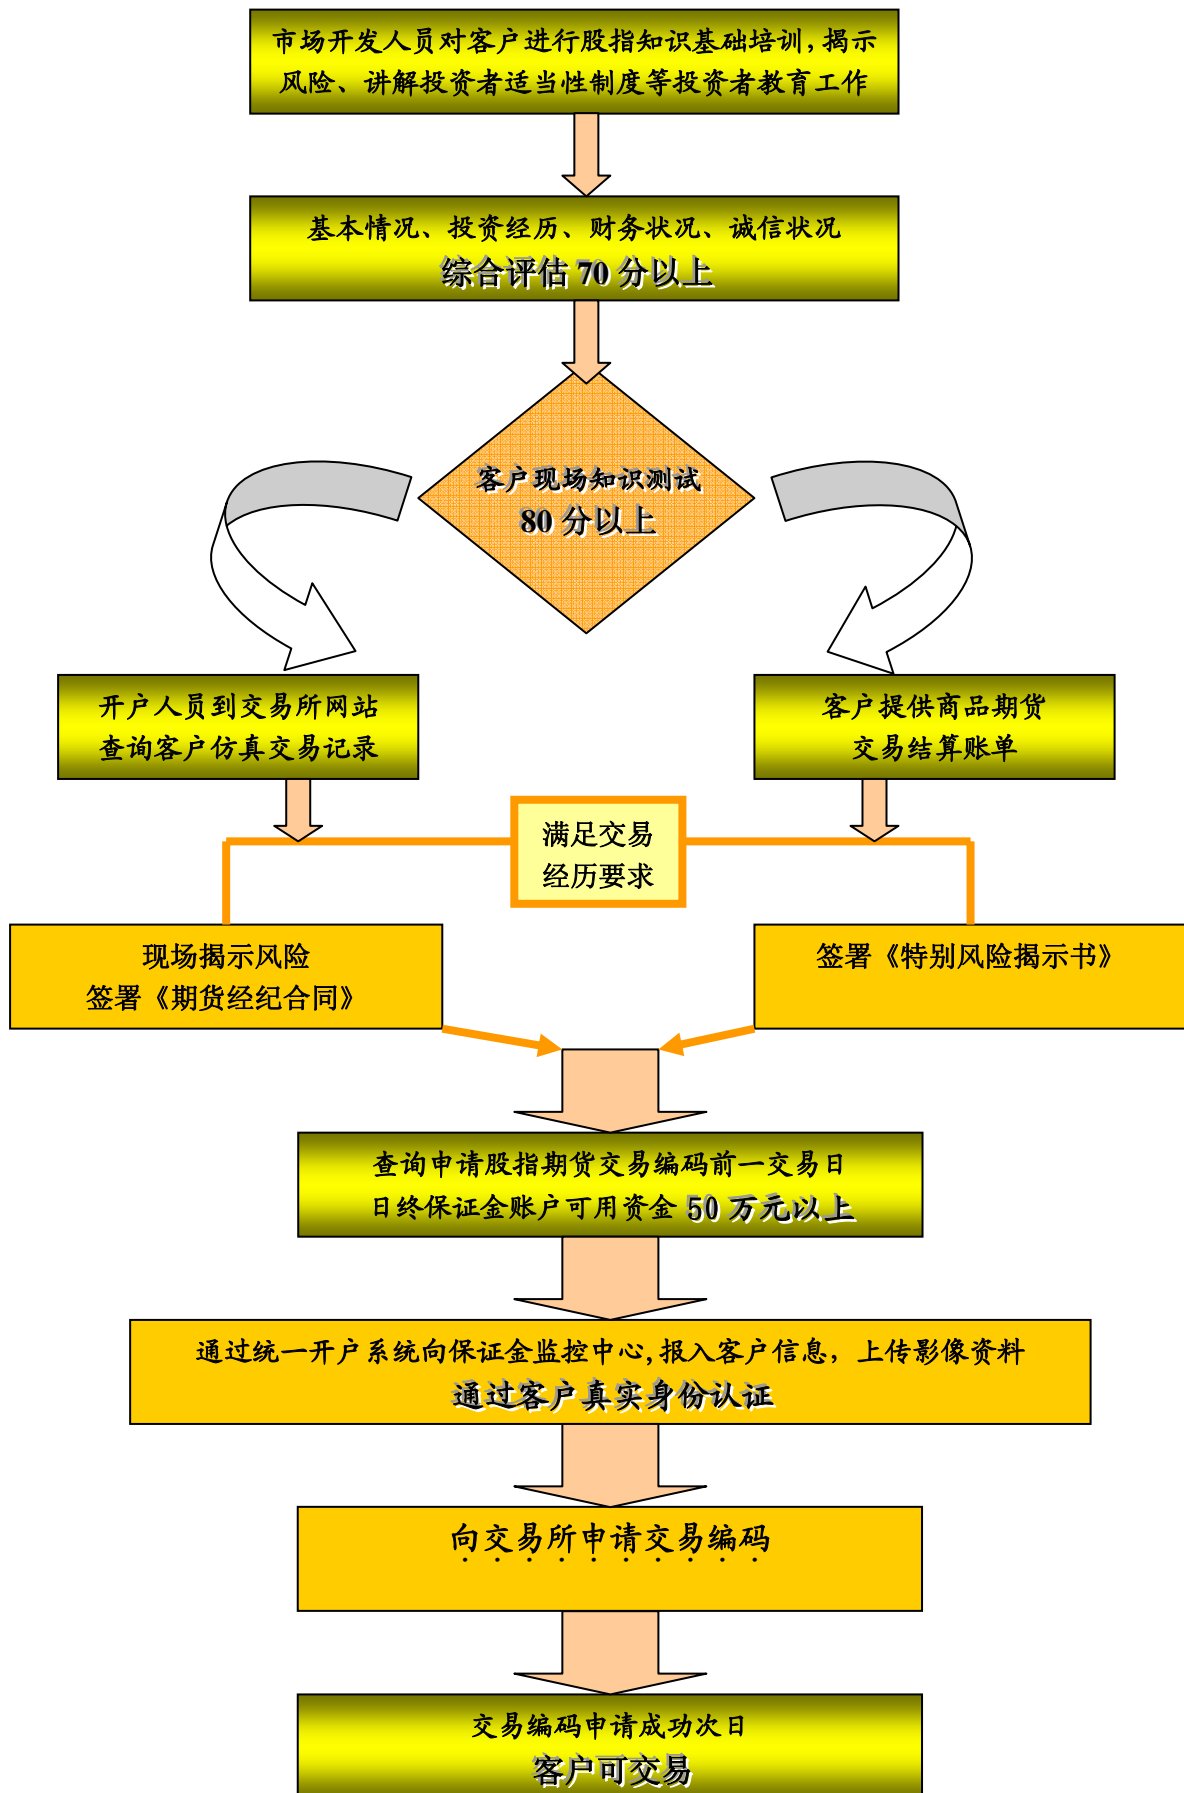 市场开发人员对客户进行股指知识基础培训,揭示
风险、讲解投资者适当性制度等投资者教育工作
基本情况、投资经历、财务状况、诚信状况
综合评估 70 分以上
客户现场知识测试
80 分以上
开户人员到交易所网站
查询客户仿真交易记录
客户提供商品期货
交易结算账单
满足交易
经历要求
现场揭示风险
签署《期货经纪合同》
签署《特别风险揭示书》
查询申请股指期货交易编码前一交易日
日终保证金账户可用资金 50 万元以上
通过统一开户系统向保证金监控中心,报入客户信息，上传影像资料
通过客户真实身份认证
向交易所申请交易编码
交易编码申请成功次日
客户可交易